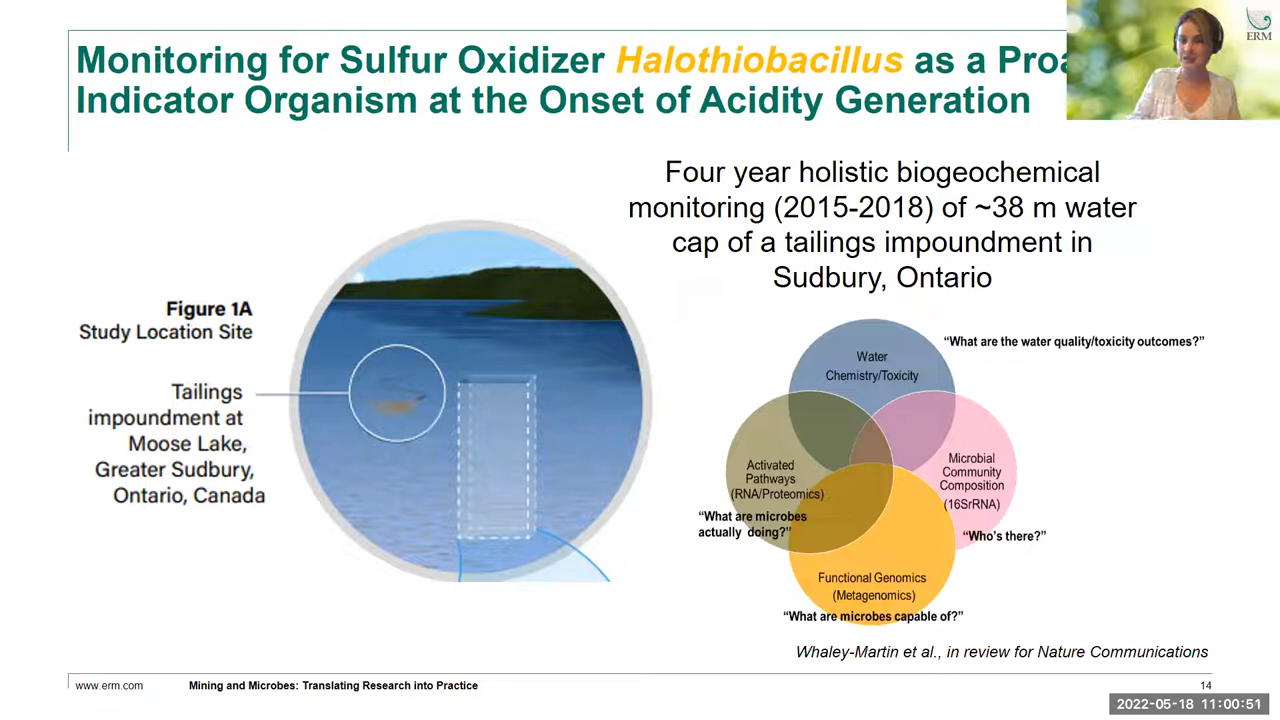 Monitoring for Sulfur Oxidizer Halothiobacillus as a
Indicator Organism at the Onset of Acidity Generation
ERM
Four year holistic biogeochemical
monitoring (2015-2018) of ~38 m water
cap of a tailings impoundment in
Sudbury, Ontario
Figure 1A
Study Location Site
Tailings
impoundment at
Moose Lake,
Greater Sudbury,
Ontario, Canada
Water
Chemistry/Toxicity
“What are the water quality/toxicity outcomes?”
Activated
Pathways
(RNA/Proteomics)
“What are microbes
actually doing?”
Microbial
Community
Composition
(16SrRNA)
“Who's there?”
Functional Genomics
(Metagenomics)
“What are microbes capable of?”
Whaley-Martin et al., in review for Nature Communications
www.erm.com
Mining and Microbes: Translating Research into Practice
14
2022-05-18 11:00:51